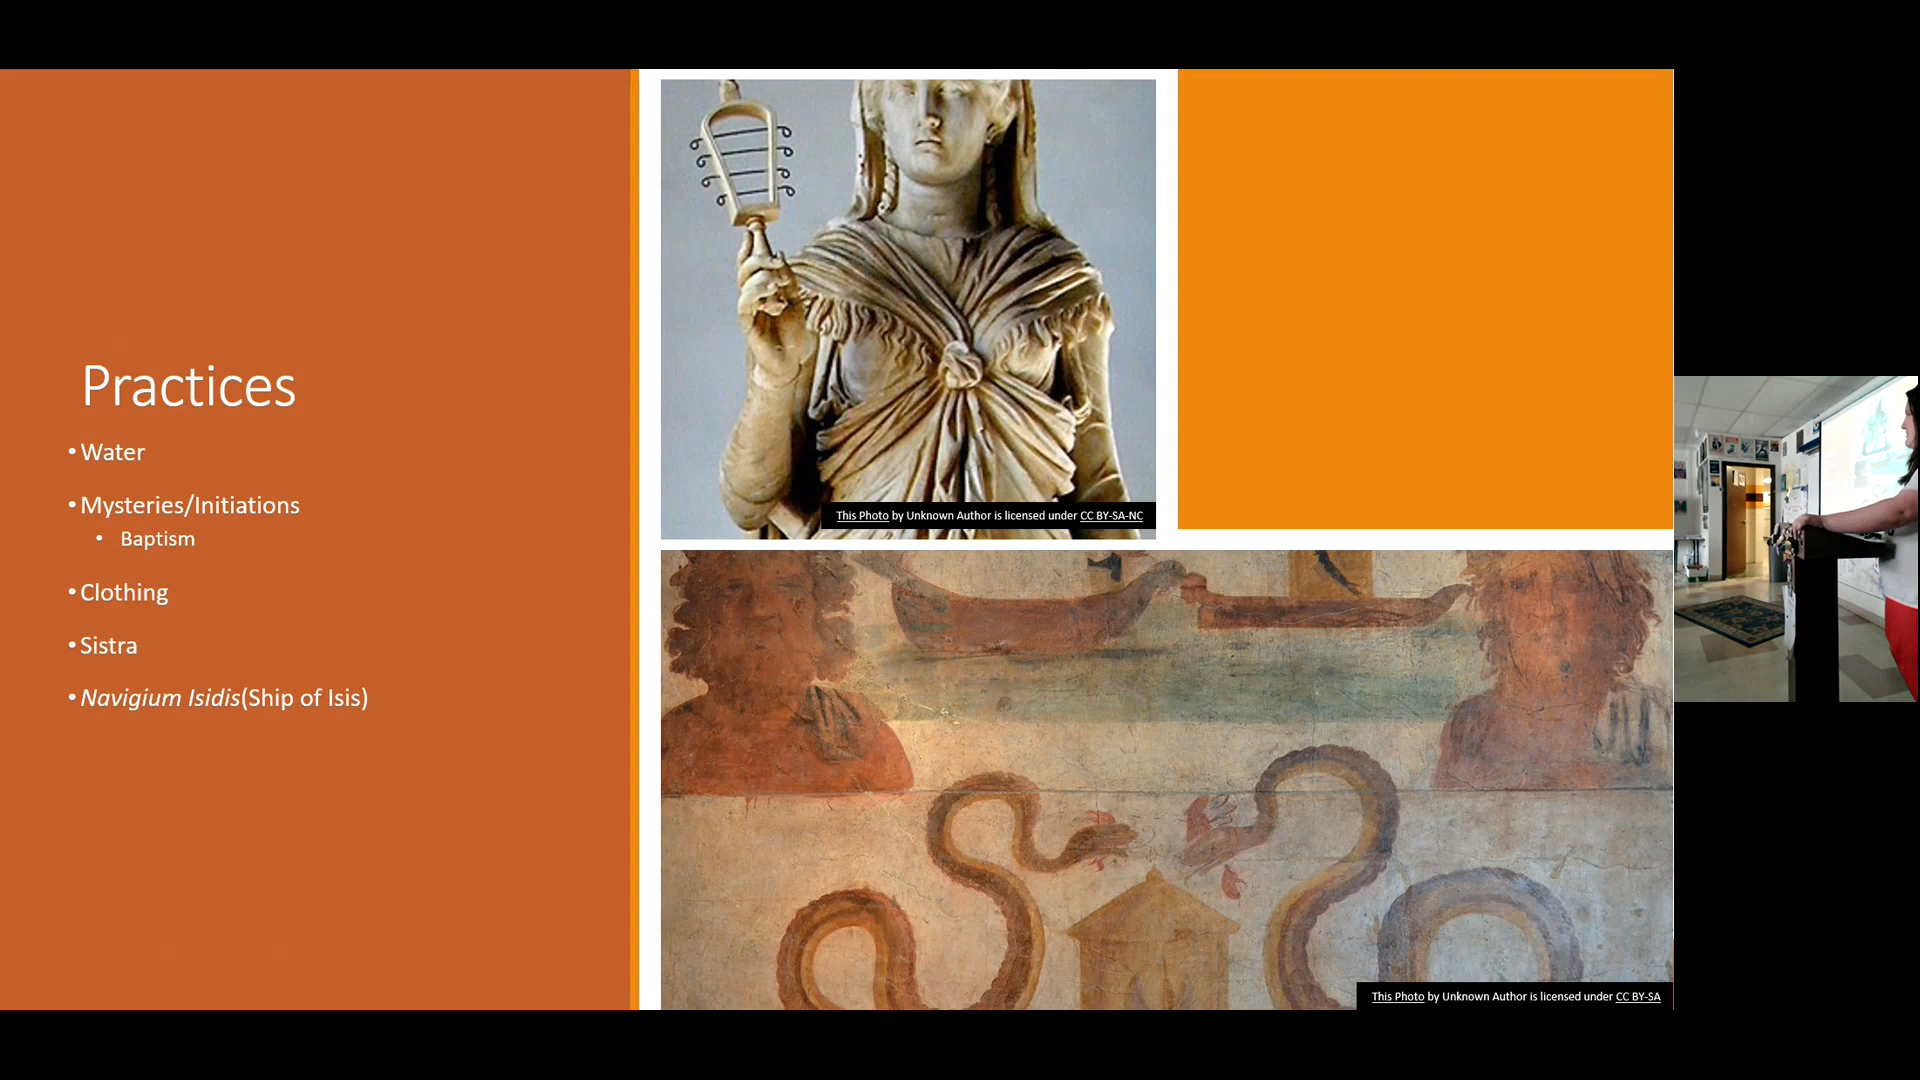 Practices
• Water
• Mysteries/Initiations
• Baptism
• Clothing
• Sistra
• Navigium Isidis(Ship of Isis)
This Photo by Unknown Author is licensed under CC BY-SA-NC
This Photo by Unknown Author is licensed under CC BY-SA